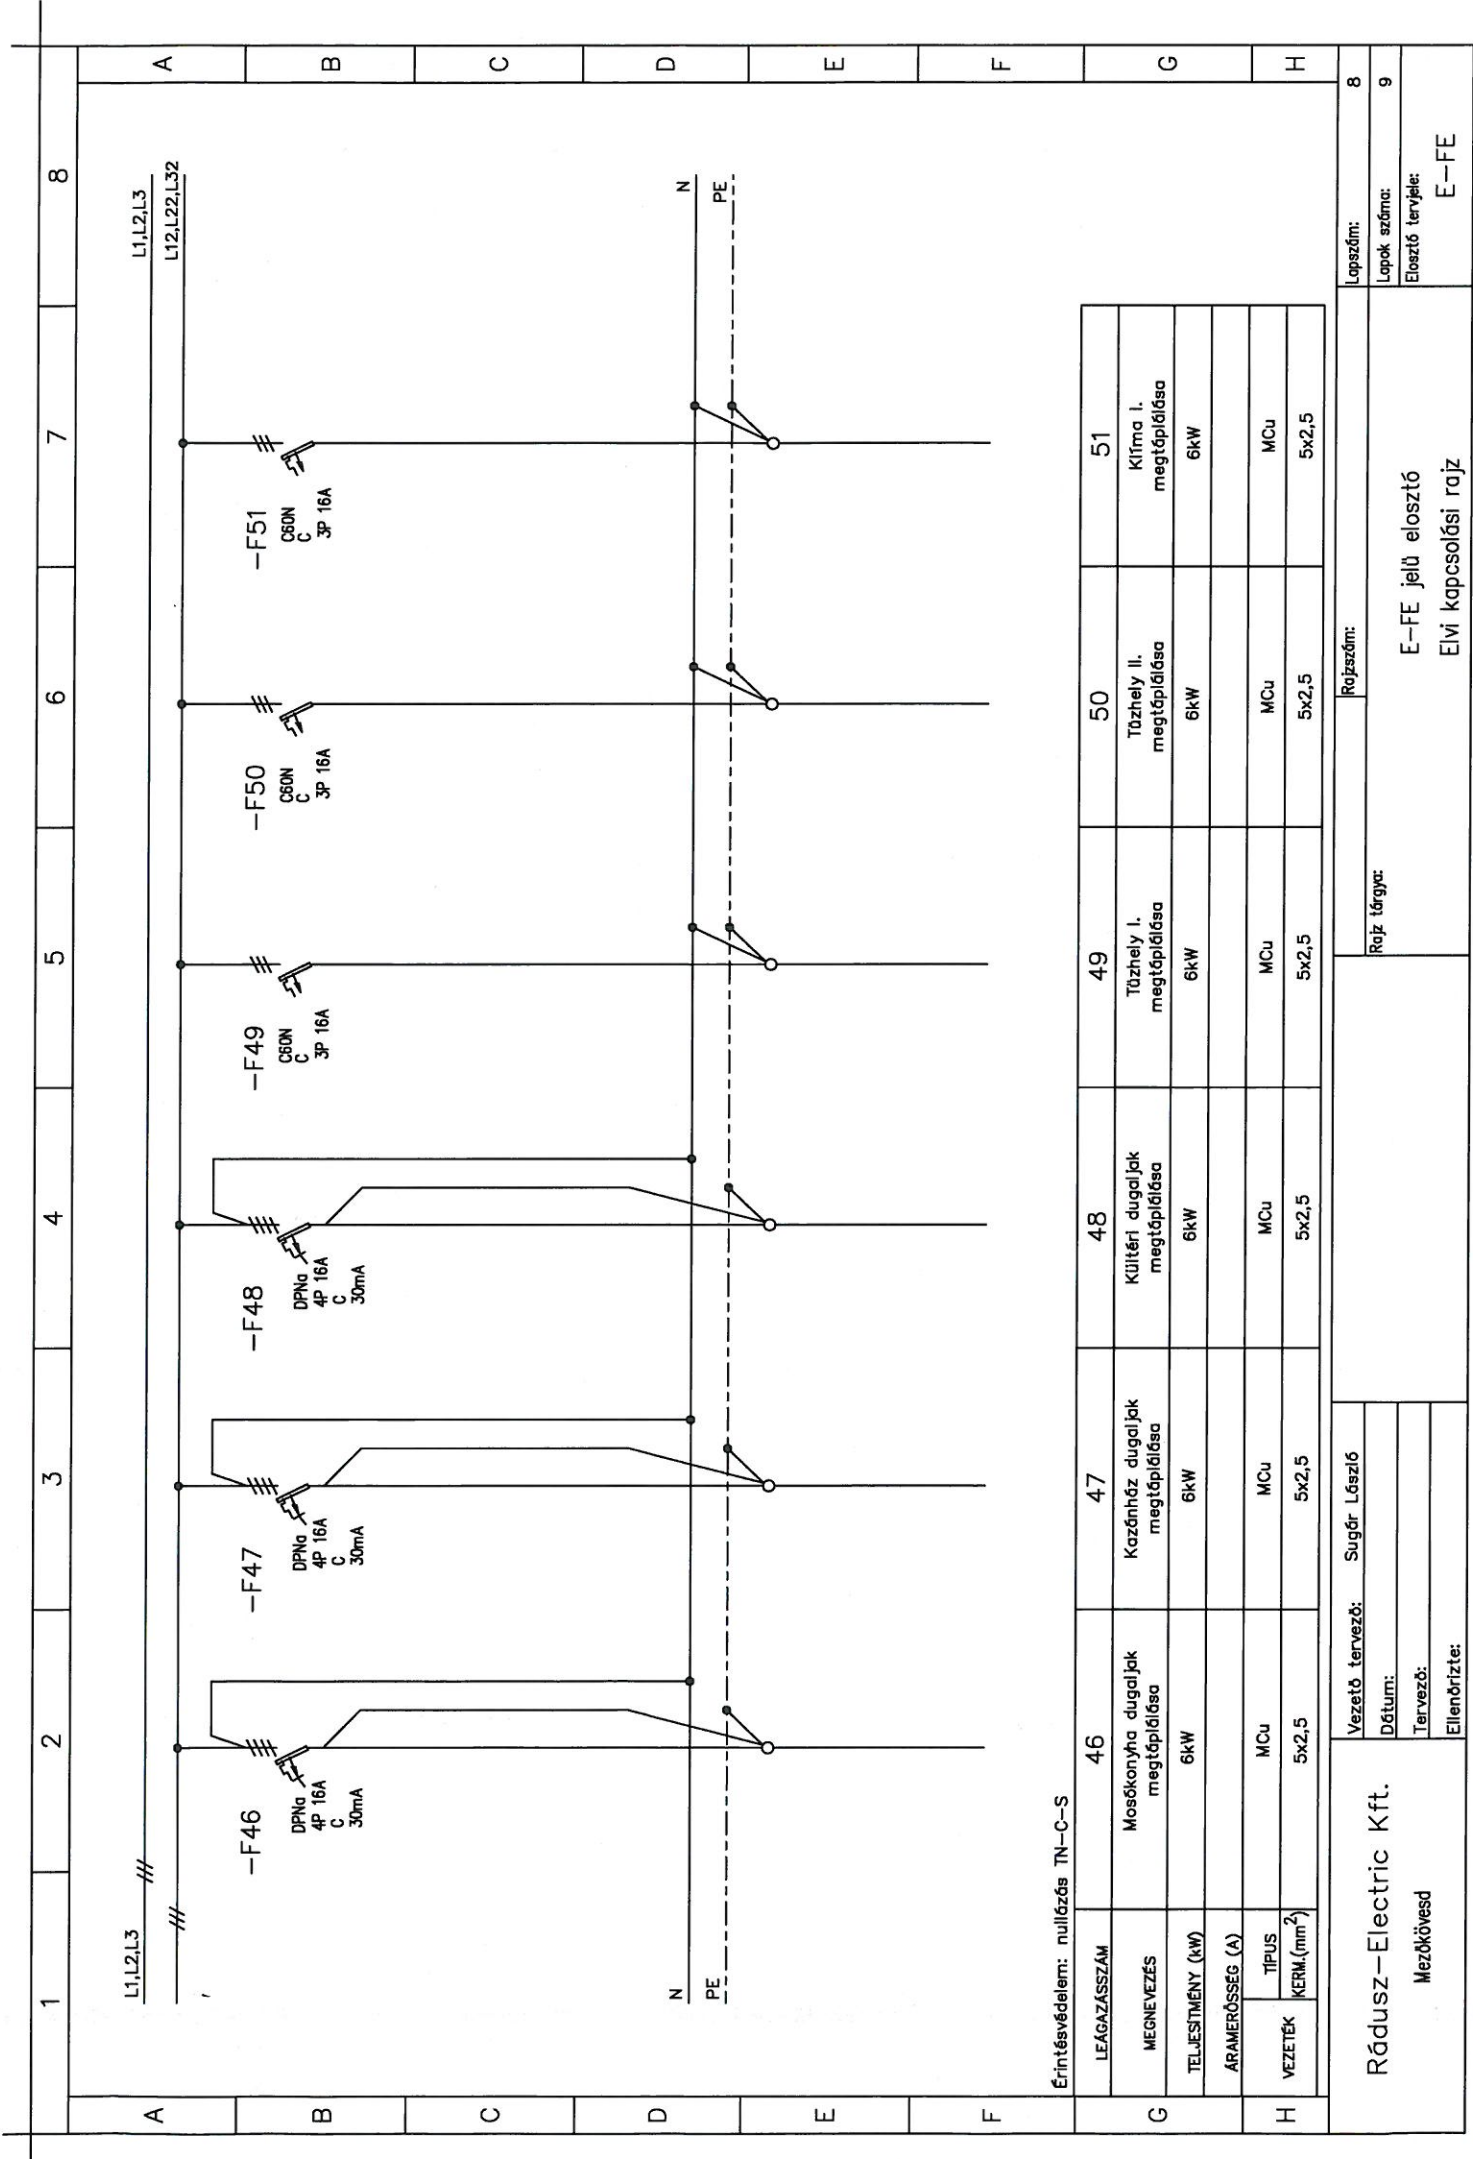 1 2 3 4 5 6 7 8
A
B
C
D
E
F
G
H
A
B
C
D
E
F
G
H
L1,L2,L3
L1,L2,L3
L12,L22,L32
-F46
DPNa
4P 16A
C
30mA
-F47
DPNa
4P 16A
C
30mA
-F48
DPNa
4P 16A
C
30mA
-F49
C60N
C
3P 16A
-F50
C60N
C
3P 16A
-F51
C60N
C
3P 16A
N
N
PE
PE
Érintésvédelem: nullázás TN-C-S
LEÁGAZÁSSZÁM 46 47 48 49 50 51
MEGNEVEZÉS
Mosókonyha dugaljak
megtáplálása
Kazánház dugaljak
megtáplálása
Kültéri dugaljak
megtáplálása
Tűzhely I.
megtáplálása
Tűzhely II.
megtáplálása
Klíma I.
megtáplálása
TELJESÍTMÉNY (kW) 6kW 6kW 6kW 6kW 6kW 6kW
ÁRAMERŐSSÉG (A)
VEZETÉK
TÍPUS MCu MCu MCu MCu MCu MCu
KERM.(mm²) 5x2,5 5x2,5 5x2,5 5x2,5 5x2,5 5x2,5
Rádusz-Electric Kft.
Mezőkövesd
Vezető tervező: Sugár László
Dátum:
Tervező:
Ellenőrizte:
Rajzszám:
Rajz tárgya:
E-FE jelű elosztó
Elvi kapcsolási rajz
Lapszám: 8
Lapok száma: 9
Elosztó tervjele:
E-FE